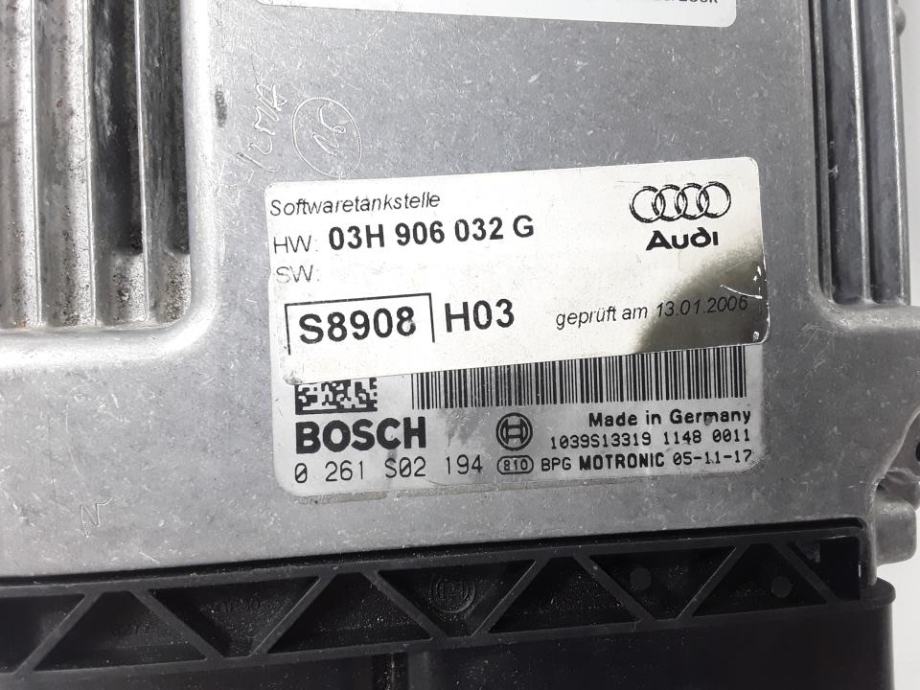 Softwaretankstelle
HW: 03H 906 032 G
Audi
SW:
S8908 H03
geprüft am 13.01.2006
BOSCH
Made in Germany
1039S13319 1148 0011
0 261 S02 194 810 BPG MOTRONIC 05-11-17